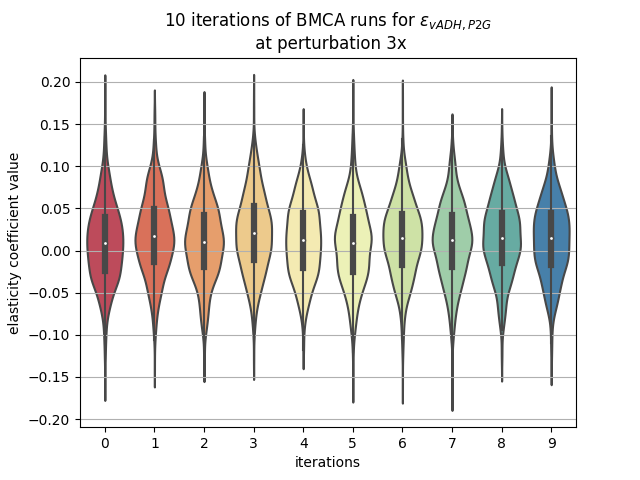 10 iterations of BMCA runs for ε_{vADH, P2G}
at perturbation 3x
0.20
0.15
0.10
0.05
0.00
−0.05
−0.10
−0.15
−0.20
elasticity coefficient value
0 1 2 3 4 5 6 7 8 9
iterations